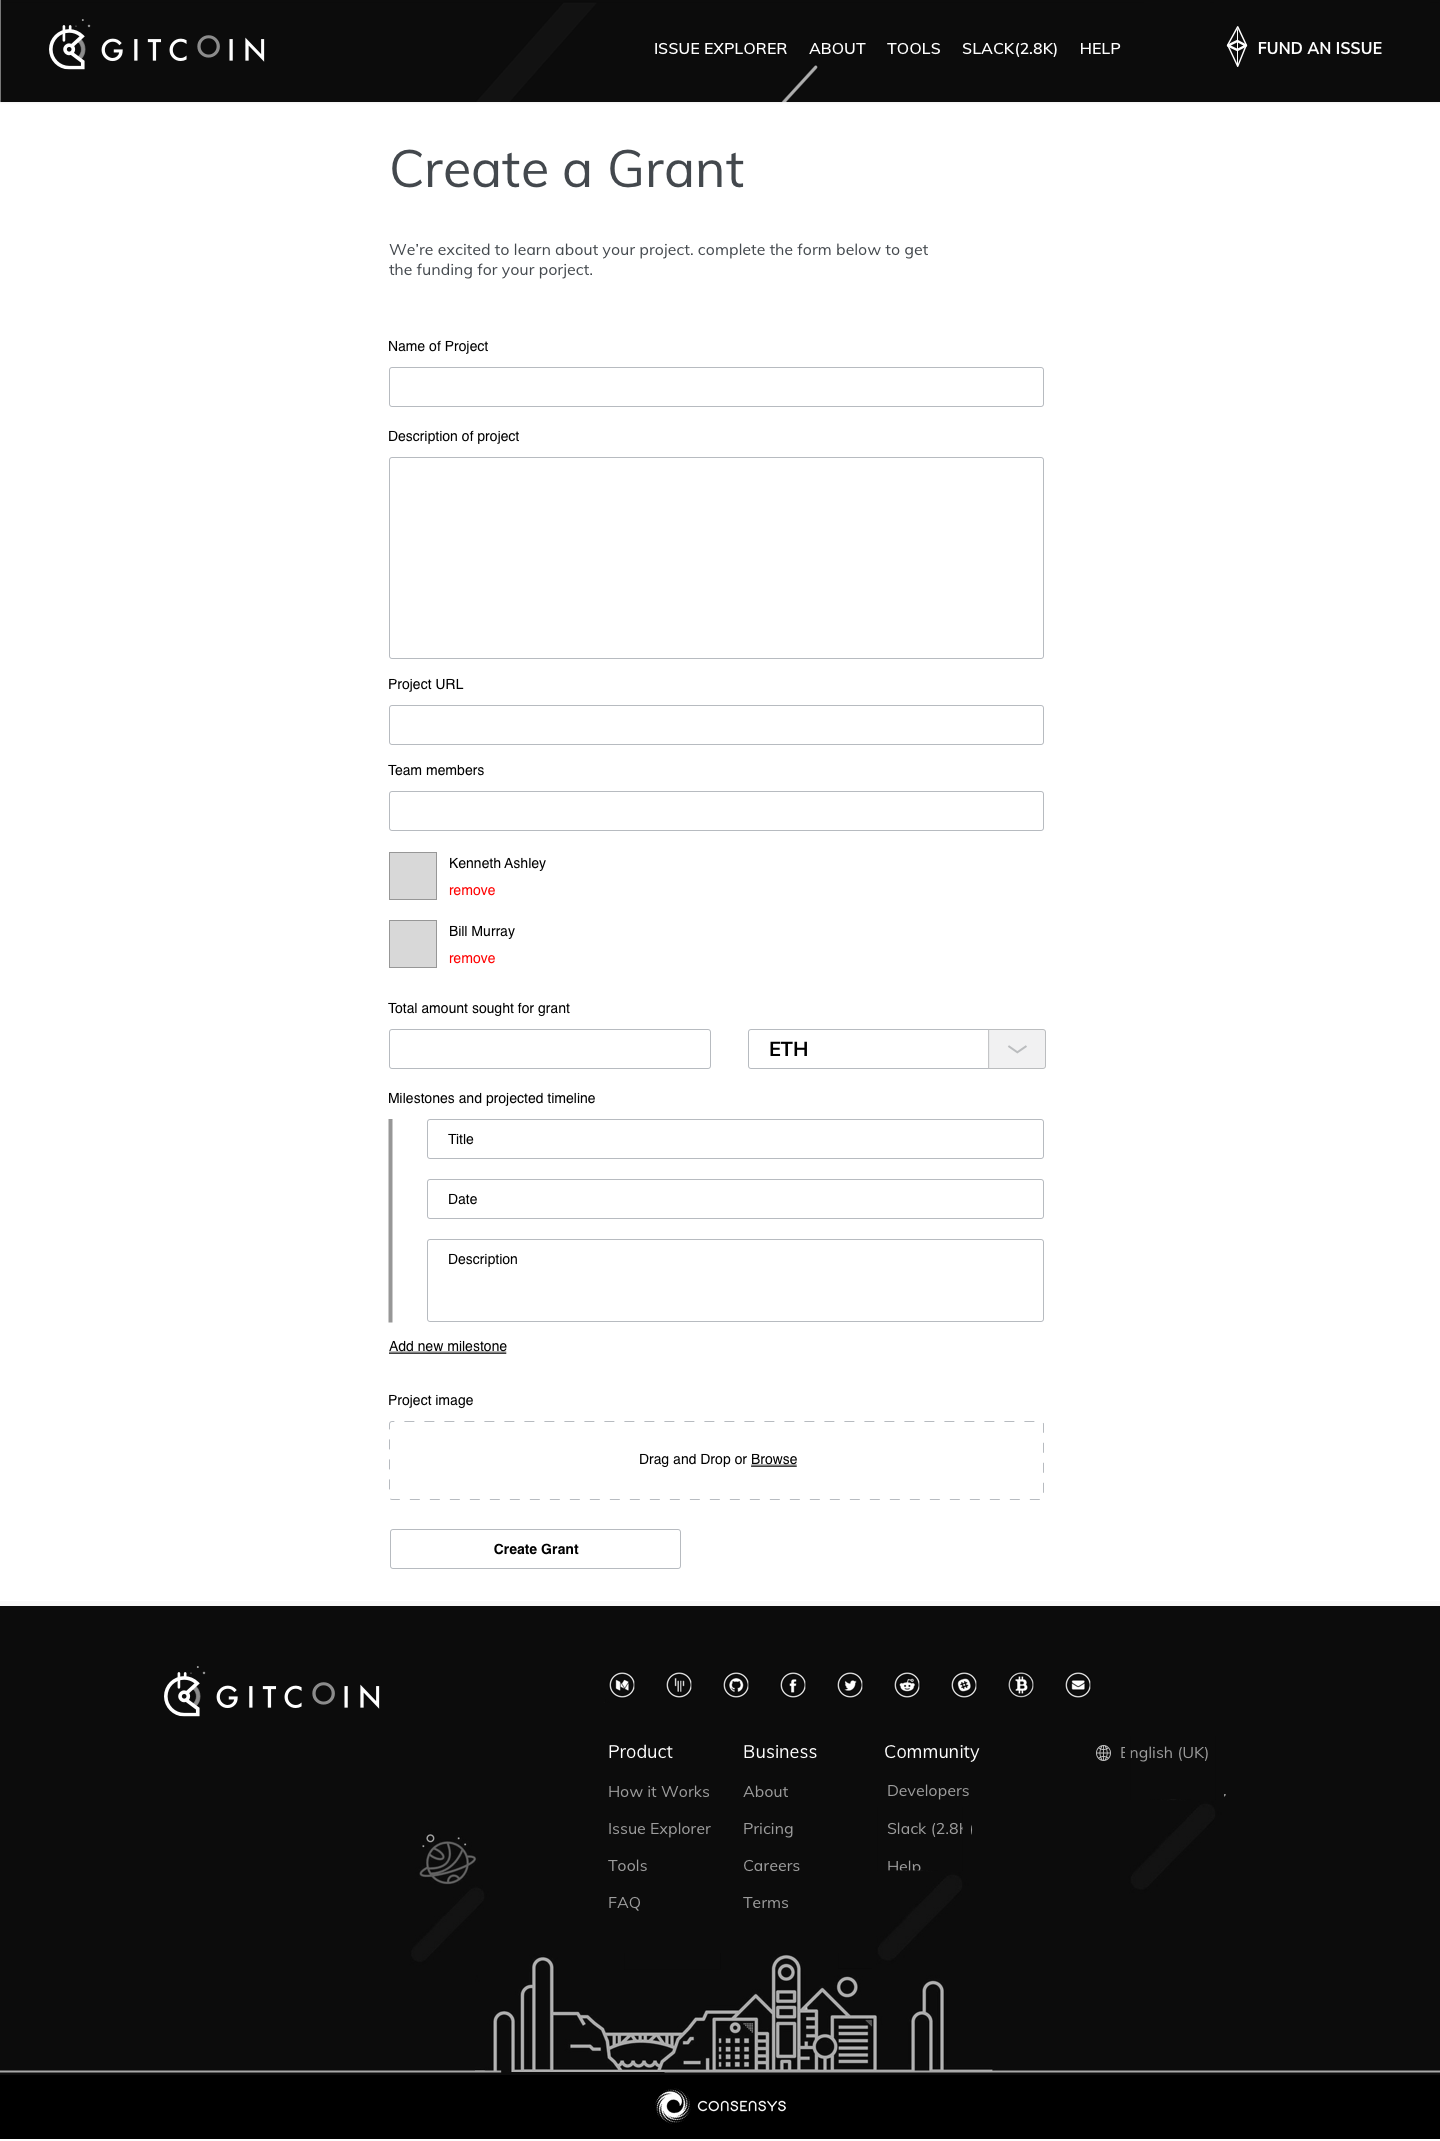 GITCOIN
ISSUE EXPLORER ABOUT TOOLS SLACK(2.8K) HELP
FUND AN ISSUE
Create a Grant
We're excited to learn about your project. complete the form below to get
the funding for your porject.
Name of Project
Description of project
Project URL
Team members
Kenneth Ashley
remove
Bill Murray
remove
Total amount sought for grant
ETH
Milestones and projected timeline
Title
Date
Description
Add new milestone
Project image
Drag and Drop or Browse
Create Grant
GITCOIN
Product Business Community English (UK)
How it Works About Developers
Issue Explorer Pricing Slack (2.8
Tools Careers Help
FAQ Terms
CONSENSYS